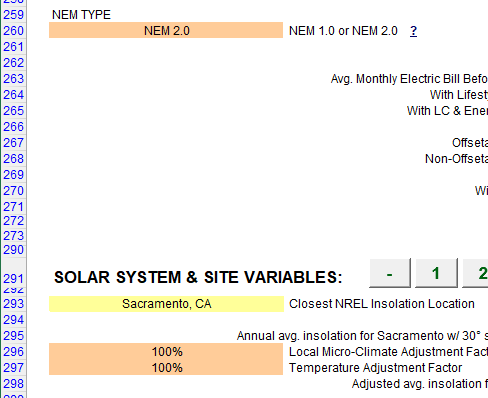 258
259 NEM TYPE
260 NEM 2.0 NEM 1.0 or NEM 2.0 ?
261
262
263 Avg. Monthly Electric Bill Befo
264 With Lifest
265 With LC & Ener
266
267 Offseta
268 Non-Offseta
269
270 Wi
271
272
273
290
291 SOLAR SYSTEM & SITE VARIABLES: - 1 2
292
293 Sacramento, CA Closest NREL Insolation Location
294
295 Annual avg. insolation for Sacramento w/ 30° s
296 100% Local Micro-Climate Adjustment Fact
297 100% Temperature Adjustment Factor
298 Adjusted avg. insolation f